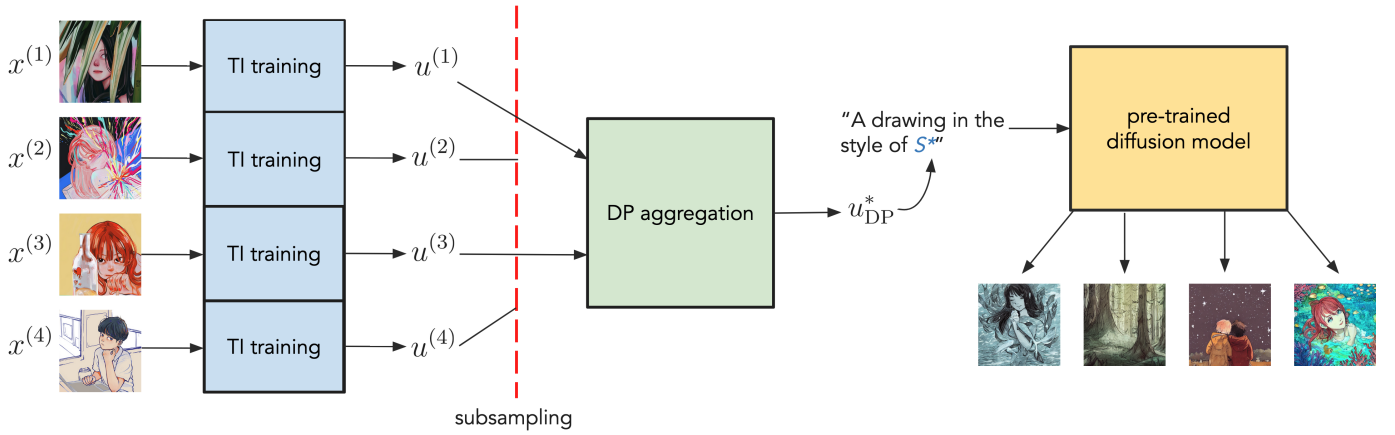 x^{(1)} TI training u^{(1)}
x^{(2)} TI training u^{(2)}
x^{(3)} TI training u^{(3)}
x^{(4)} TI training u^{(4)}
subsampling
DP aggregation
u^*_{DP}
“A drawing in the
style of S*”
pre-trained
diffusion model